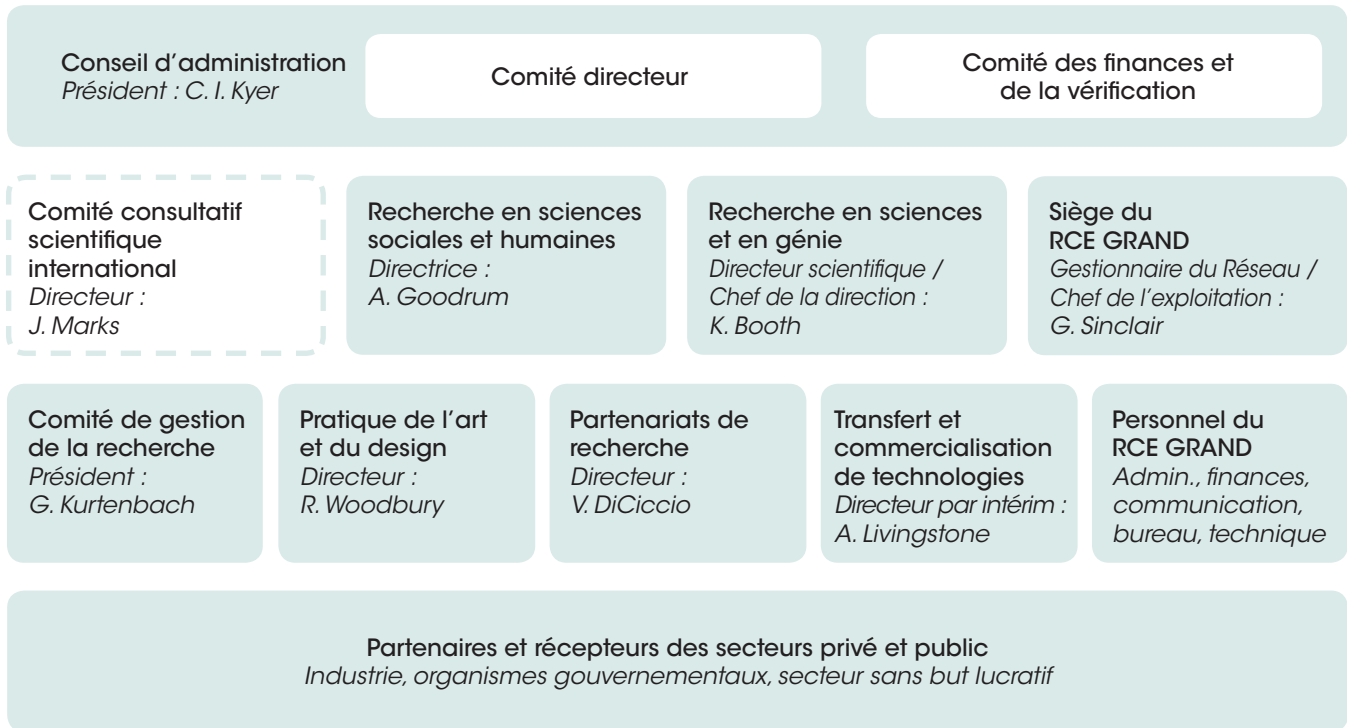 Conseil d'administration
Président : C. I. Kyer
Comité directeur
Comité des finances et
de la vérification
Comité consultatif
scientifique
international
Directeur :
J. Marks
Recherche en sciences
sociales et humaines
Directrice :
A. Goodrum
Recherche en sciences
et en génie
Directeur scientifique /
Chef de la direction :
K. Booth
Siège du
RCE GRAND
Gestionnaire du Réseau /
Chef de l'exploitation :
G. Sinclair
Comité de gestion
de la recherche
Président :
G. Kurtenbach
Pratique de l'art
et du design
Directeur :
R. Woodbury
Partenariats de
recherche
Directeur :
V. DiCiccio
Transfert et
commercialisation
de technologies
Directeur par intérim :
A. Livingstone
Personnel du
RCE GRAND
Admin., finances,
communication,
bureau, technique
Partenaires et récepteurs des secteurs privé et public
Industrie, organismes gouvernementaux, secteur sans but lucratif